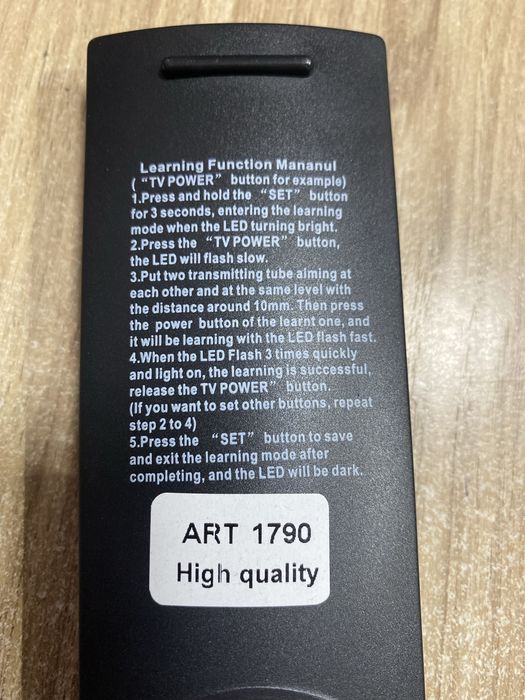 Learning Function Mananul
( “TV POWER” button for example)
1.Press and hold the “SET” button
for 3 seconds, entering the learning
mode when the LED turning bright.
2.Press the “TV POWER” button,
the LED will flash slow.
3.Put two transmitting tube aiming at
each other and at the same level with
the distance around 10mm. Then press
the power button of the learnt one, and
it will be learning with the LED flash fast.
4.When the LED Flash 3 times quickly
and light on, the learning is successful,
release the TV POWER” button.
(If you want to set other buttons, repeat
step 2 to 4)
5.Press the “SET” button to save
and exit the learning mode after
completing, and the LED will be dark.
ART 1790
High quality